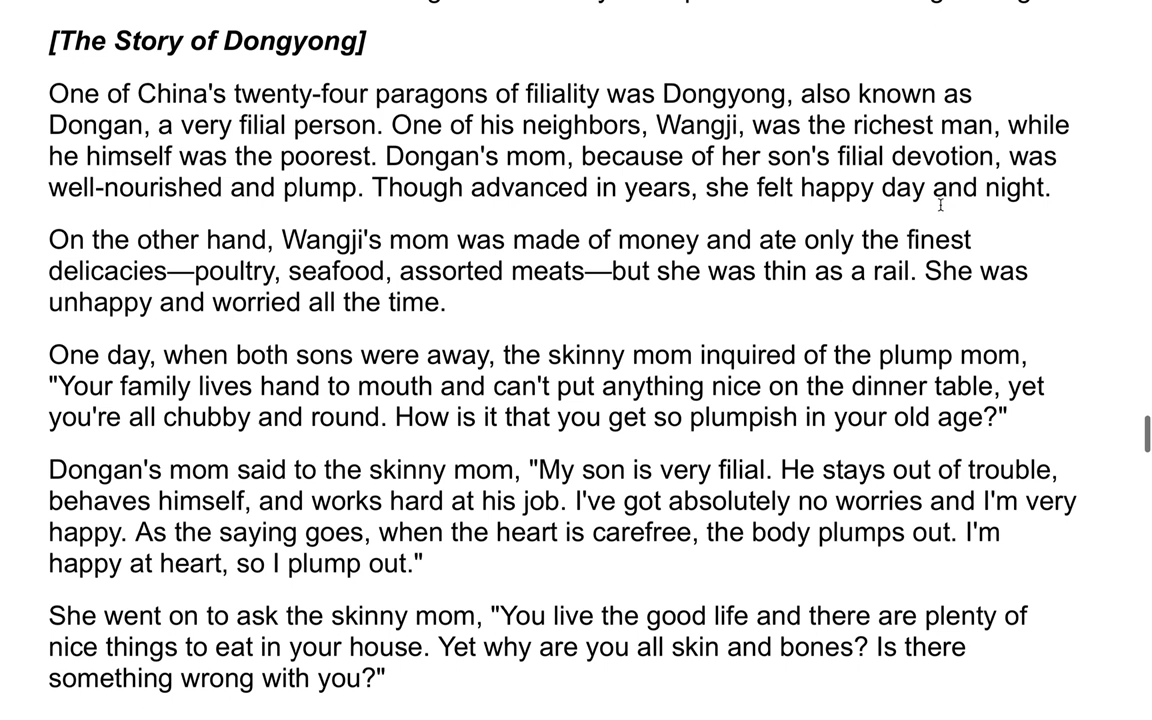 [The Story of Dongyong]
One of China's twenty-four paragons of filiality was Dongyong, also known as
Dongan, a very filial person. One of his neighbors, Wangji, was the richest man, while
he himself was the poorest. Dongan's mom, because of her son's filial devotion, was
well-nourished and plump. Though advanced in years, she felt happy day and night.
On the other hand, Wangji's mom was made of money and ate only the finest
delicacies—poultry, seafood, assorted meats—but she was thin as a rail. She was
unhappy and worried all the time.
One day, when both sons were away, the skinny mom inquired of the plump mom,
"Your family lives hand to mouth and can't put anything nice on the dinner table, yet
you're all chubby and round. How is it that you get so plumpish in your old age?"
Dongan's mom said to the skinny mom, "My son is very filial. He stays out of trouble,
behaves himself, and works hard at his job. I've got absolutely no worries and I'm very
happy. As the saying goes, when the heart is carefree, the body plumps out. I'm
happy at heart, so I plump out."
She went on to ask the skinny mom, "You live the good life and there are plenty of
nice things to eat in your house. Yet why are you all skin and bones? Is there
something wrong with you?"